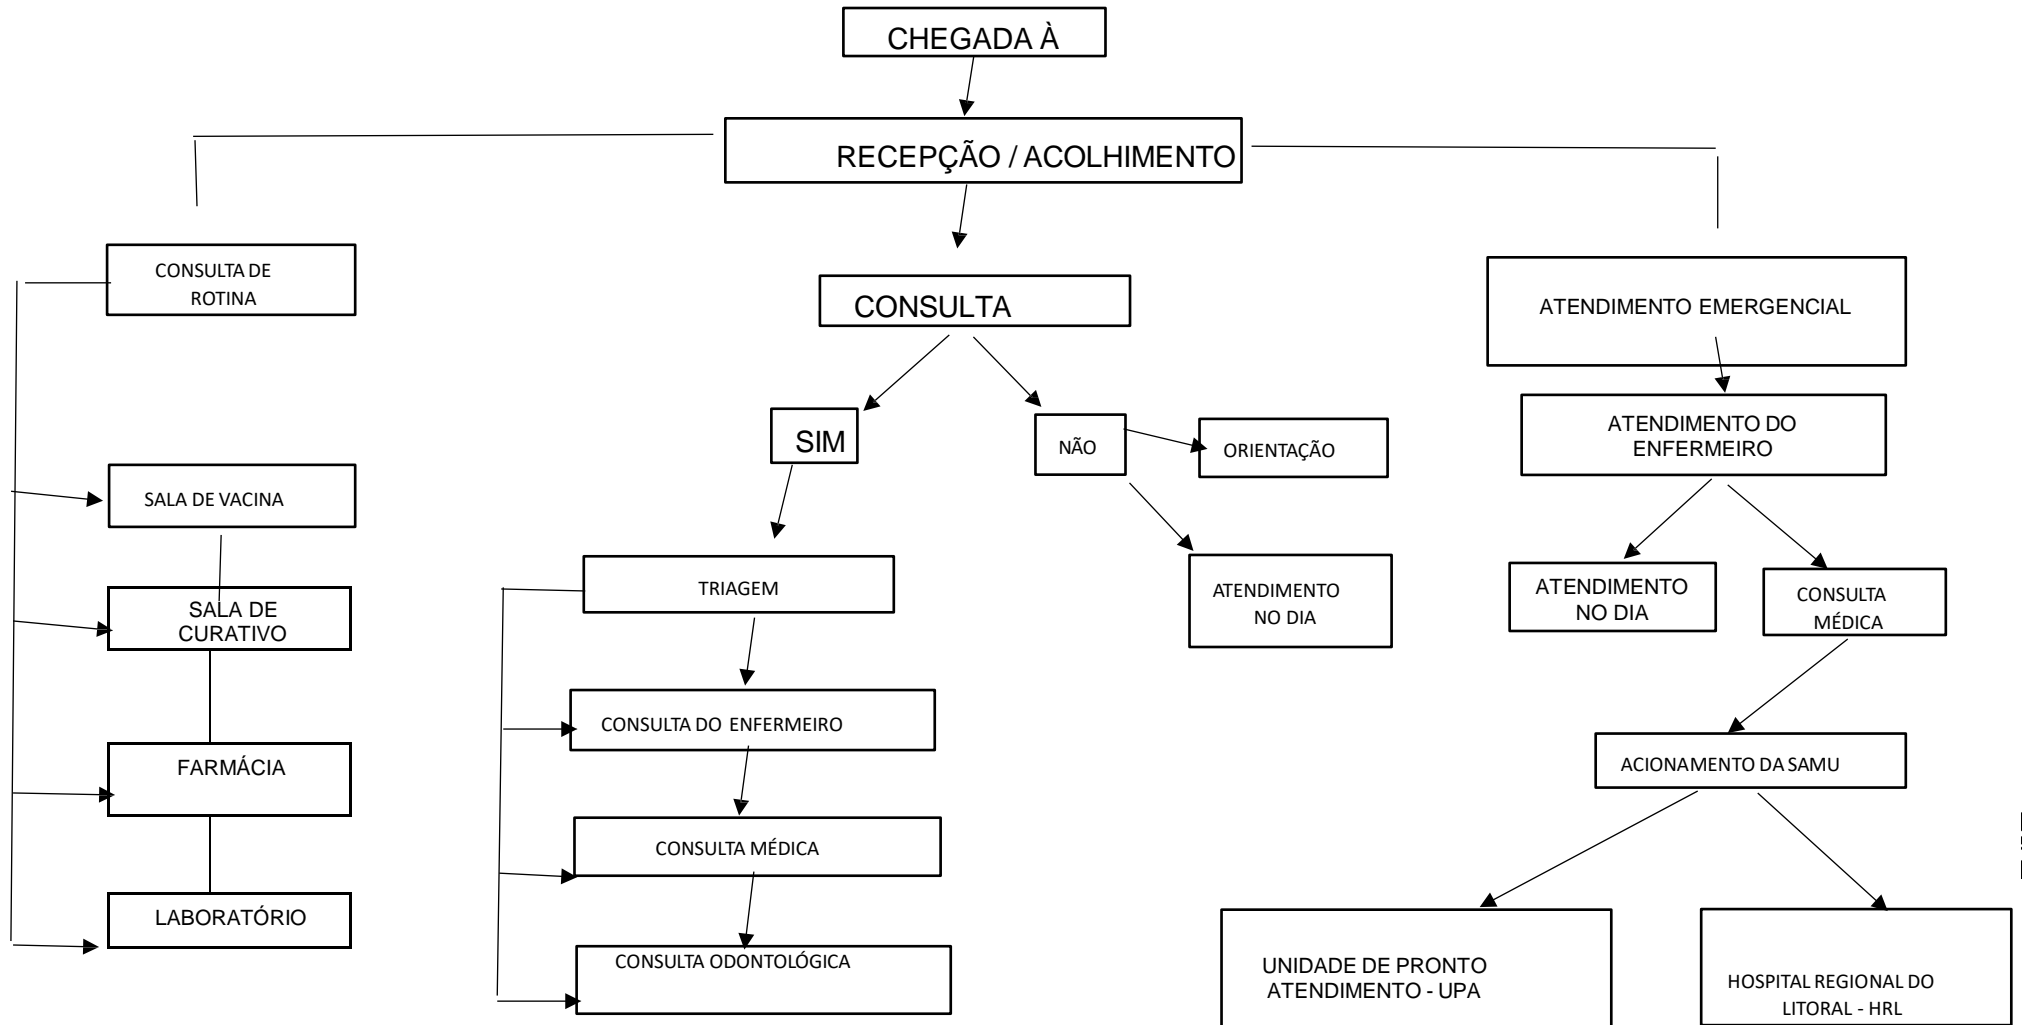 CHEGADA À
RECEPÇÃO / ACOLHIMENTO
CONSULTA DE
ROTINA
CONSULTA
ATENDIMENTO EMERGENCIAL
SIM
NÃO
ORIENTAÇÃO
ATENDIMENTO DO
ENFERMEIRO
SALA DE VACINA
TRIAGEM
ATENDIMENTO
NO DIA
ATENDIMENTO
NO DIA
CONSULTA
MÉDICA
SALA DE
CURATIVO
CONSULTA DO ENFERMEIRO
FARMÁCIA
ACIONAMENTO DA SAMU
CONSULTA MÉDICA
LABORATÓRIO
CONSULTA ODONTOLÓGICA
UNIDADE DE PRONTO
ATENDIMENTO - UPA
HOSPITAL REGIONAL DO
LITORAL - HRL